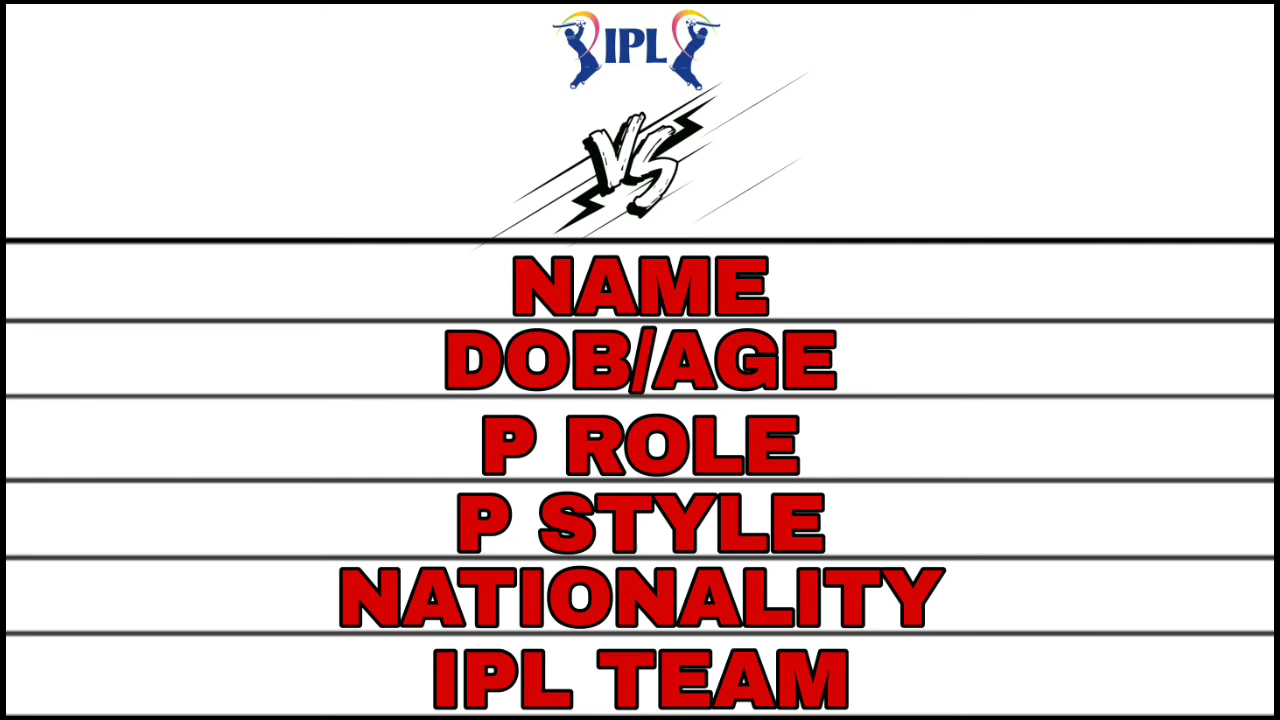 IPL
VS
NAME
DOB/AGE
P ROLE
P STYLE
NATIONALITY
IPL TEAM